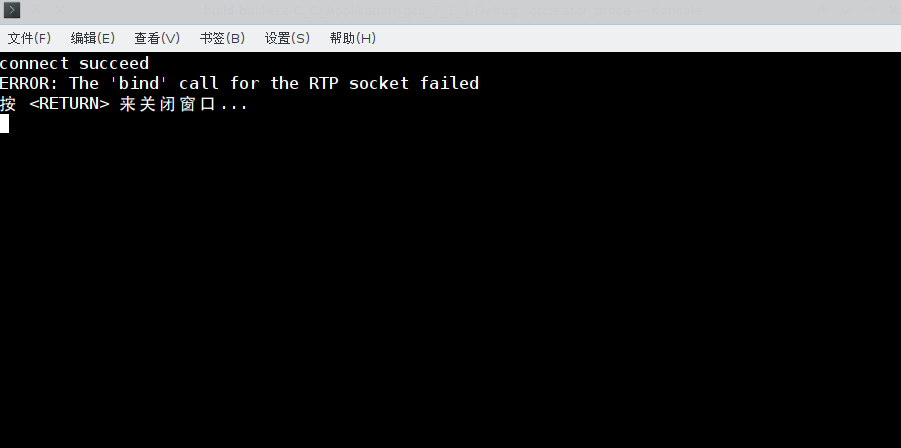 文件(F) 编辑(E) 查看(V) 书签(B) 设置(S) 帮助(H)
connect succeed
ERROR: The 'bind' call for the RTP socket failed
按 <RETURN> 来关闭窗口...